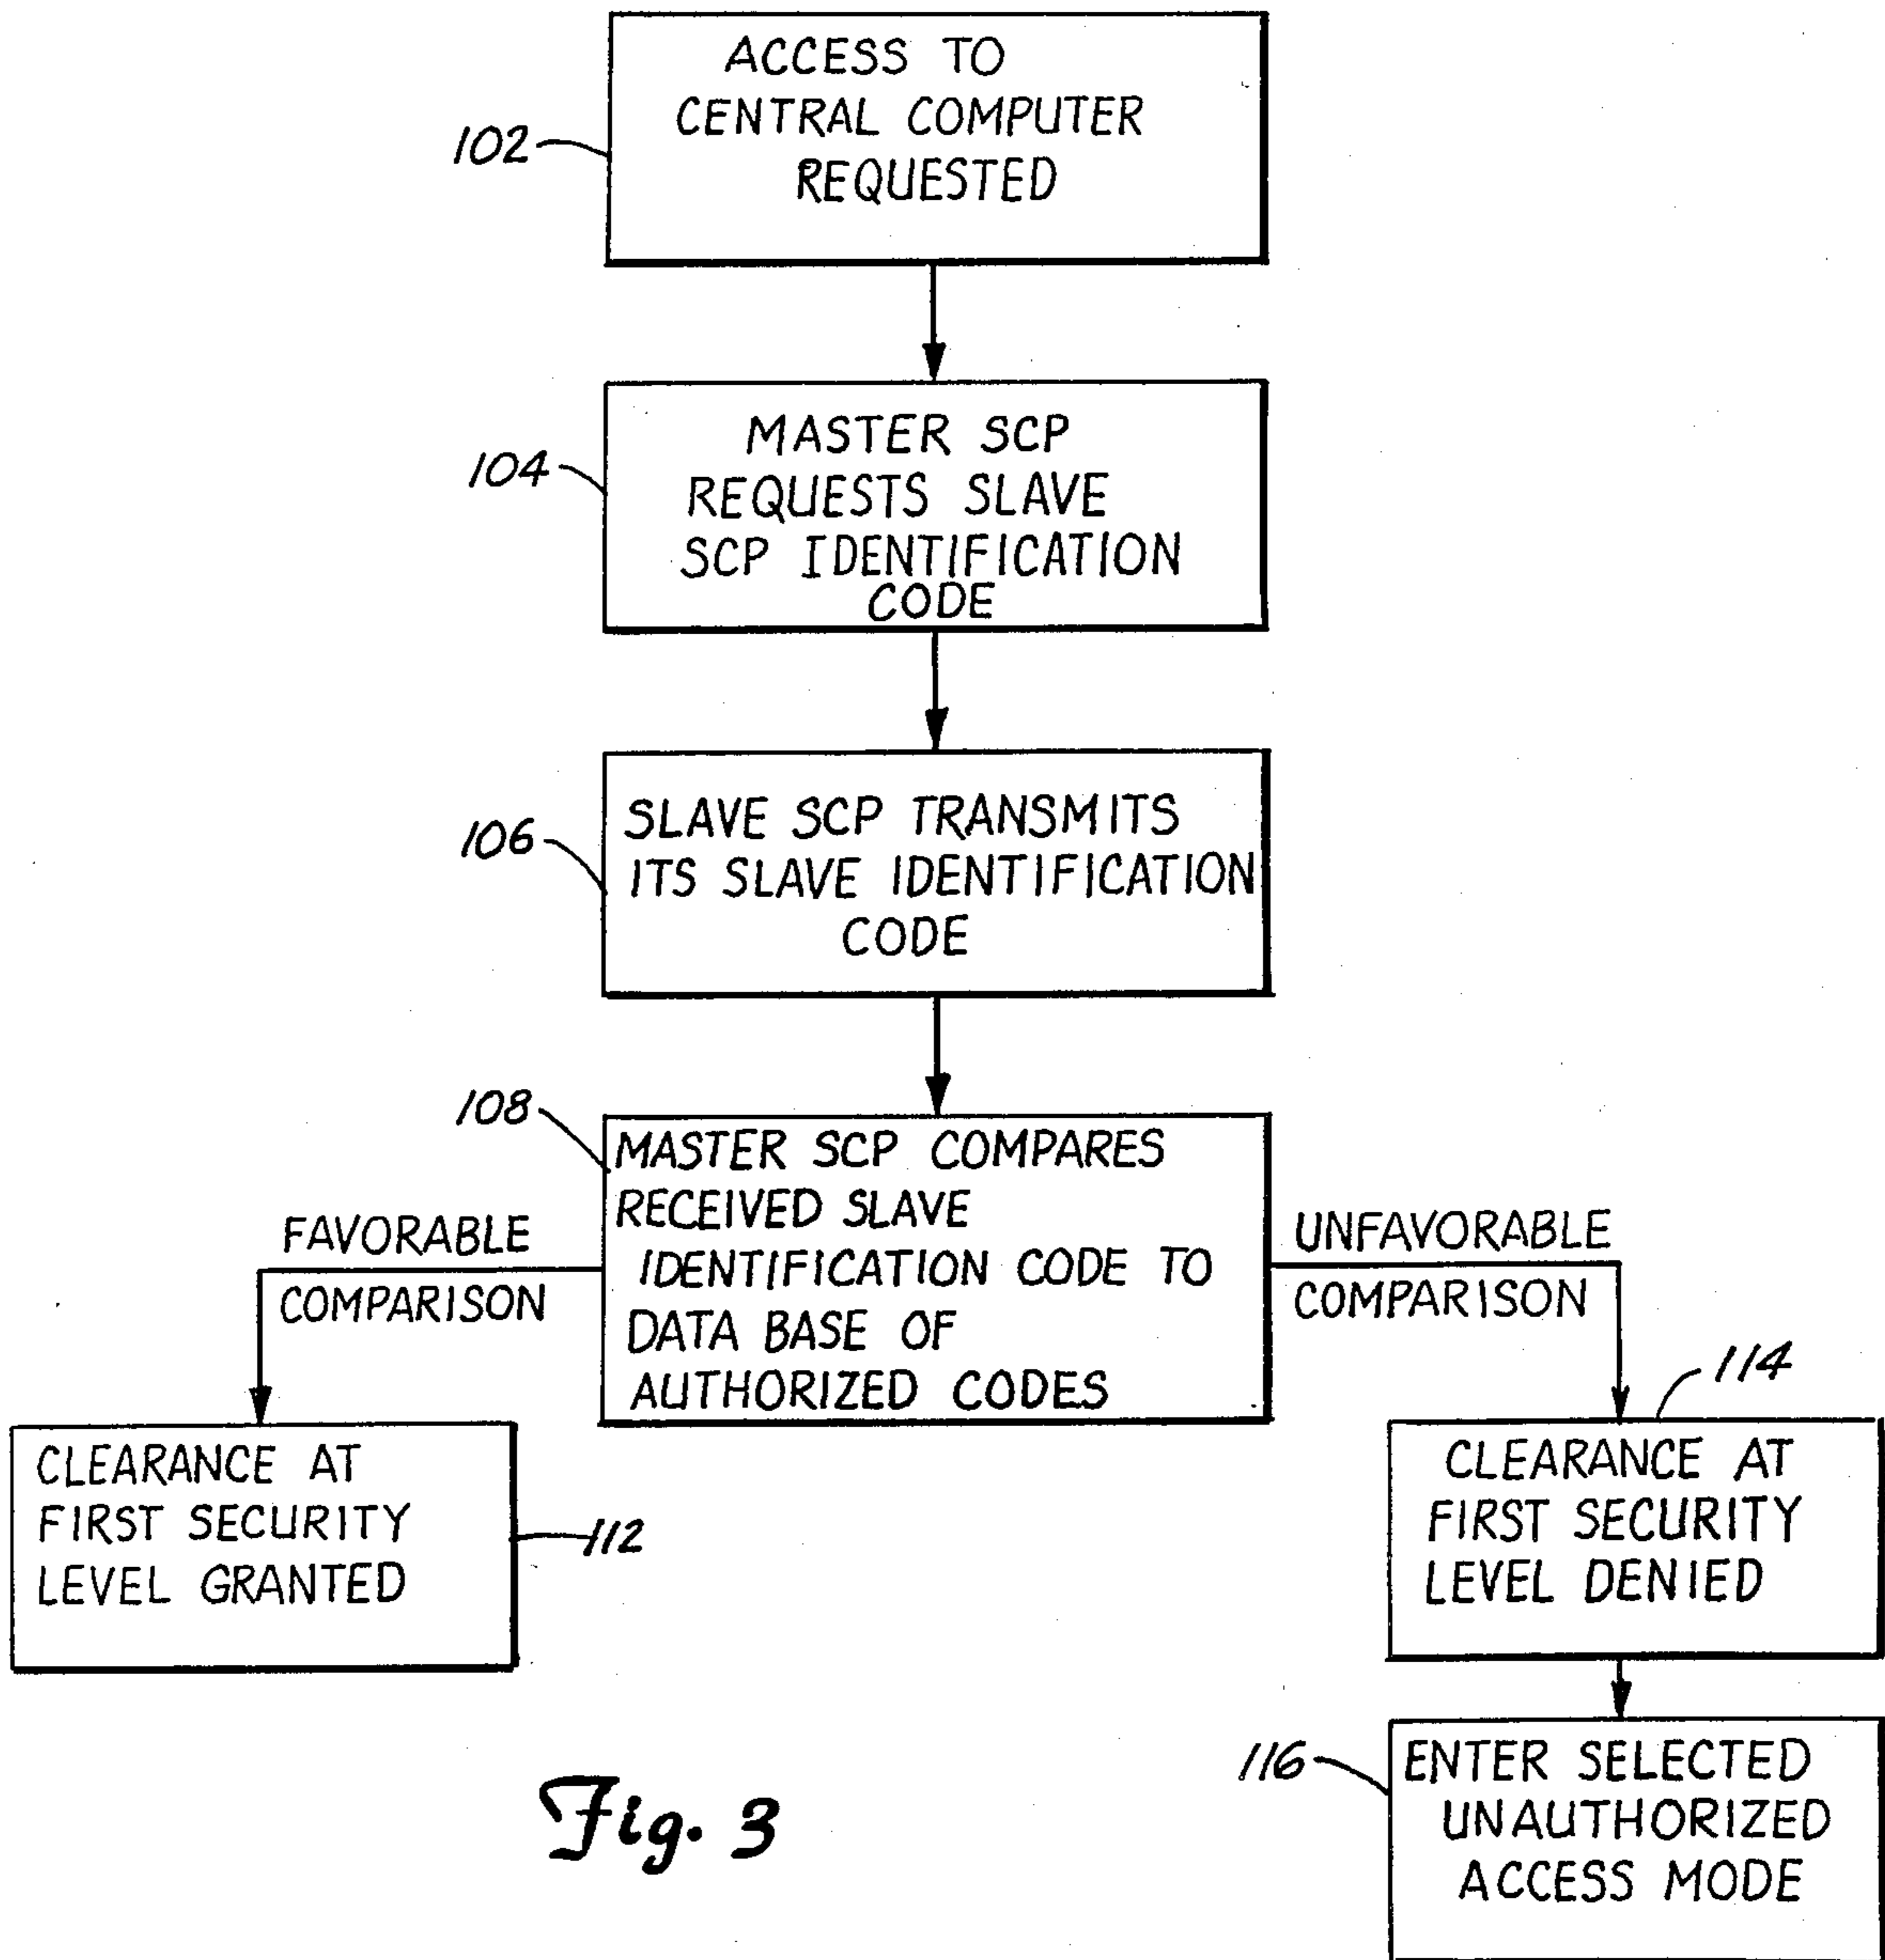 ACCESS TO
CENTRAL COMPUTER
REQUESTED
102
MASTER SCP
REQUESTS SLAVE
SCP IDENTIFICATION
CODE
104
SLAVE SCP TRANSMITS
ITS SLAVE IDENTIFICATION
CODE
106
108
MASTER SCP COMPARES
RECEIVED SLAVE
IDENTIFICATION CODE TO
DATA BASE OF
AUTHORIZED CODES
FAVORABLE
COMPARISON
UNFAVORABLE
COMPARISON
114
CLEARANCE AT
FIRST SECURITY
LEVEL GRANTED
112
CLEARANCE AT
FIRST SECURITY
LEVEL DENIED
116
ENTER SELECTED
UNAUTHORIZED
ACCESS MODE
Fig. 3